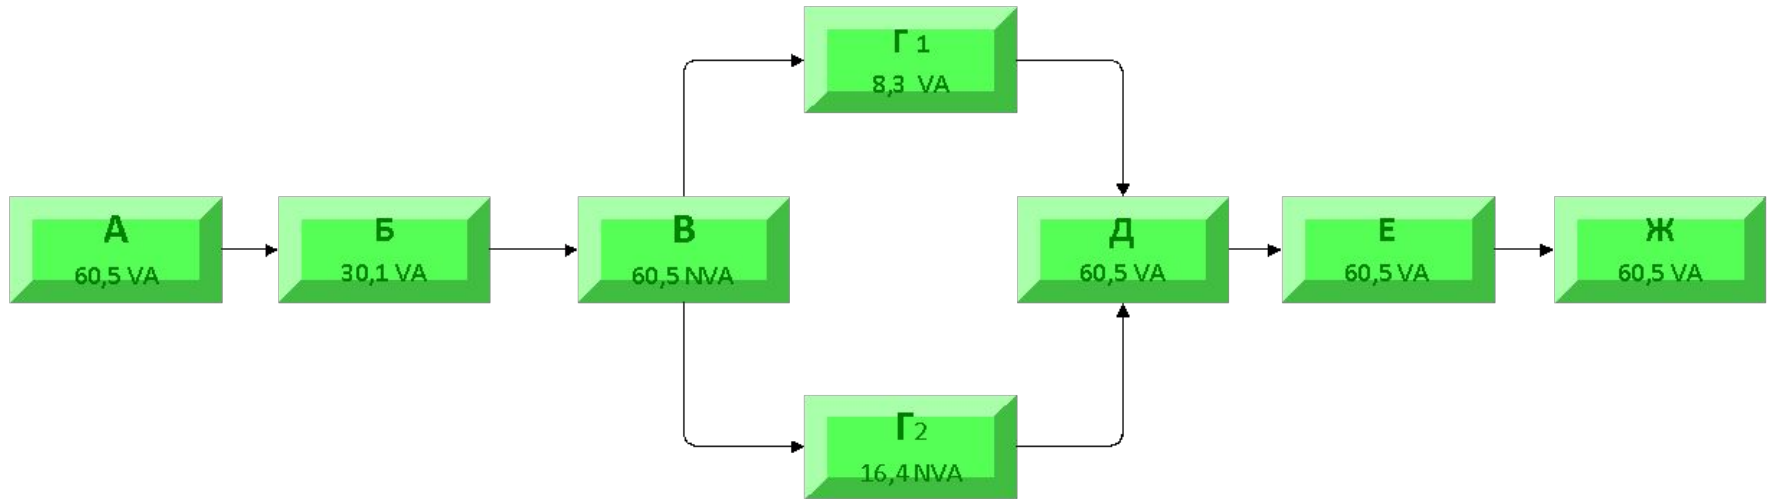 Г 1
8,3 VA
А
60,5 VA
Б
30,1 VA
В
60,5 NVA
Д
60,5 VA
Е
60,5 VA
Ж
60,5 VA
Г2
16,4 NVA